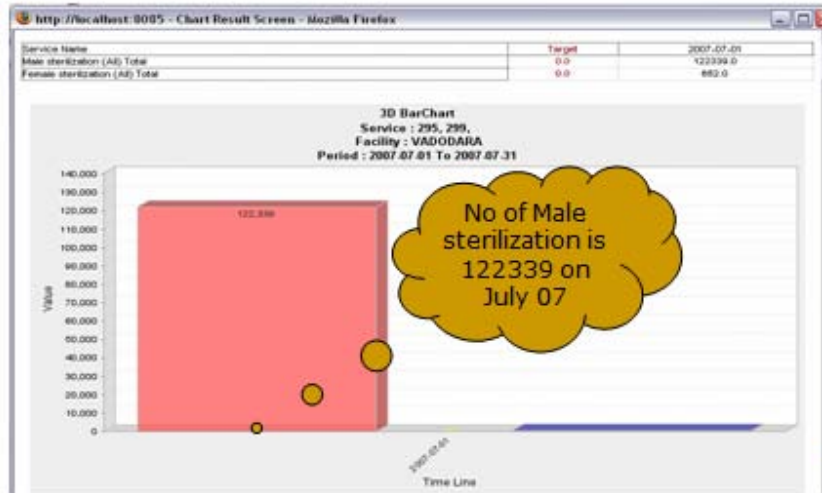 http://localhost:8085 - Chart Result Screen - Mozilla Firefox
Service Name Target 2007-07-01
Male sterilization (All) Total 0.0 122339.0
Female sterilization (All) Total 0.0 682.0
3D BarChart
Service : 295, 299,
Facility : VADODARA
Period : 2007-07-01 To 2007-07-31
140,000
130,000
120,000
110,000
100,000
90,000
80,000
70,000
60,000
50,000
40,000
30,000
20,000
10,000
0
Value
122,339
No of Male
sterilization is
122339 on
July 07
2007-07-01
Time Line